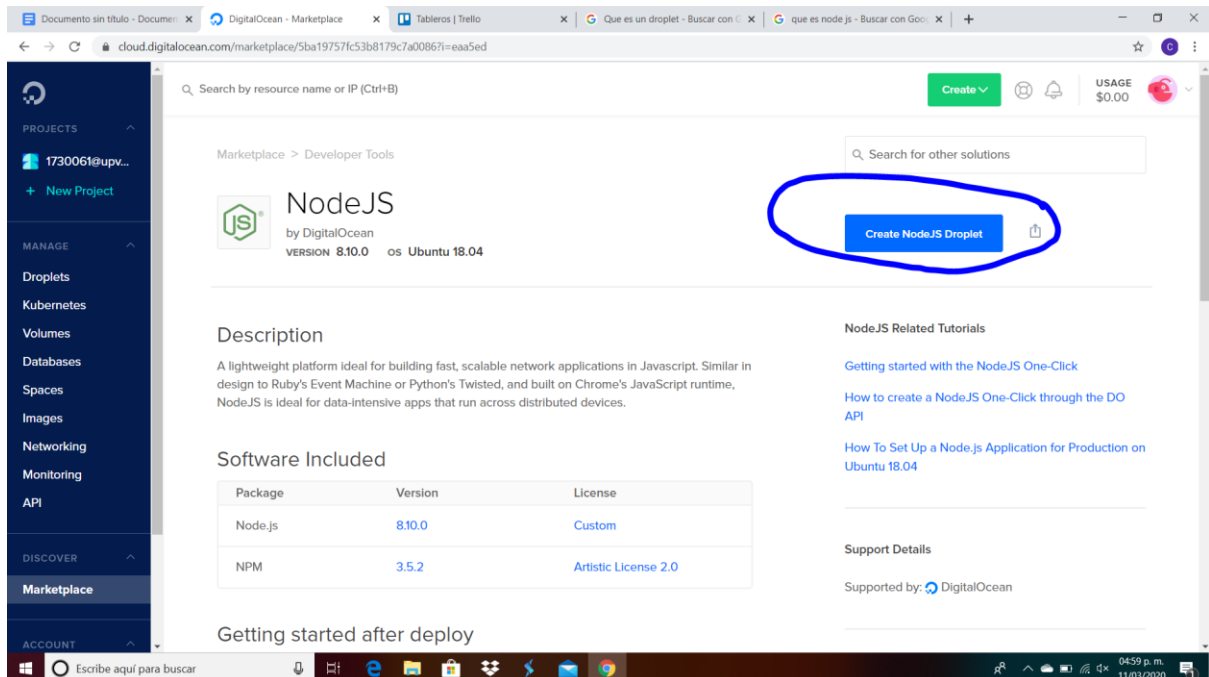 Documento sin título - Documen
DigitalOcean - Marketplace
Tableros | Trello
Que es un droplet - Buscar con G
que es node js - Buscar con Goog
cloud.digitalocean.com/marketplace/5ba19757fc53b8179c7a0086?i=eaa5ed
C
Search by resource name or IP (Ctrl+B)
Create
USAGE
$0.00
PROJECTS
1730061@upv...
+ New Project
MANAGE
Droplets
Kubernetes
Volumes
Databases
Spaces
Images
Networking
Monitoring
API
DISCOVER
Marketplace
ACCOUNT
Marketplace > Developer Tools
Search for other solutions
JS
NodeJS
by DigitalOcean
VERSION 8.10.0 OS Ubuntu 18.04
Create NodeJS Droplet
Description
A lightweight platform ideal for building fast, scalable network applications in Javascript. Similar in
design to Ruby's Event Machine or Python's Twisted, and built on Chrome's JavaScript runtime,
NodeJS is ideal for data-intensive apps that run across distributed devices.
Software Included
Package Version License
Node.js 8.10.0 Custom
NPM 3.5.2 Artistic License 2.0
Getting started after deploy
NodeJS Related Tutorials
Getting started with the NodeJS One-Click
How to create a NodeJS One-Click through the DO
API
How To Set Up a Node.js Application for Production on
Ubuntu 18.04
Support Details
Supported by: DigitalOcean
Escribe aquí para buscar
04:59 p. m.
11/03/2020